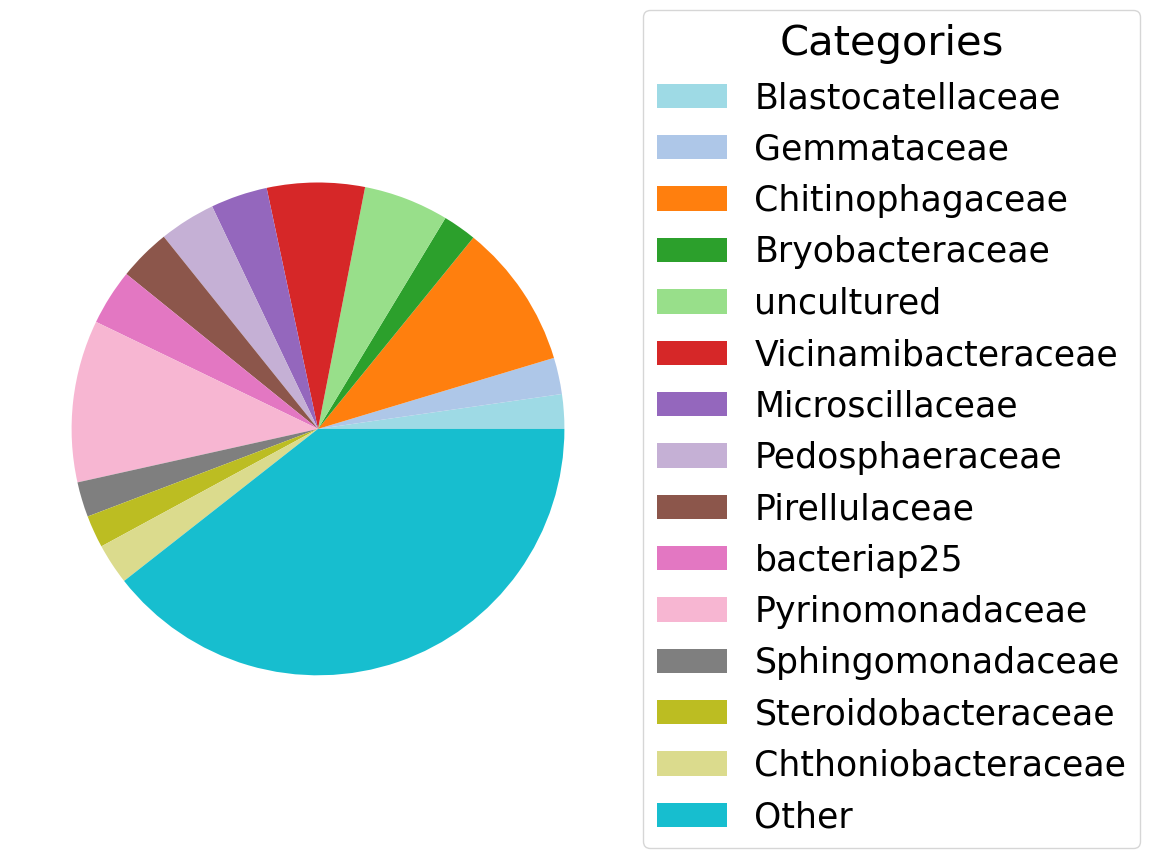 Categories
Blastocatellaceae
Gemmataceae
Chitinophagaceae
Bryobacteraceae
uncultured
Vicinamibacteraceae
Microscillaceae
Pedosphaeraceae
Pirellulaceae
bacteriap25
Pyrinomonadaceae
Sphingomonadaceae
Steroidobacteraceae
Chthoniobacteraceae
Other